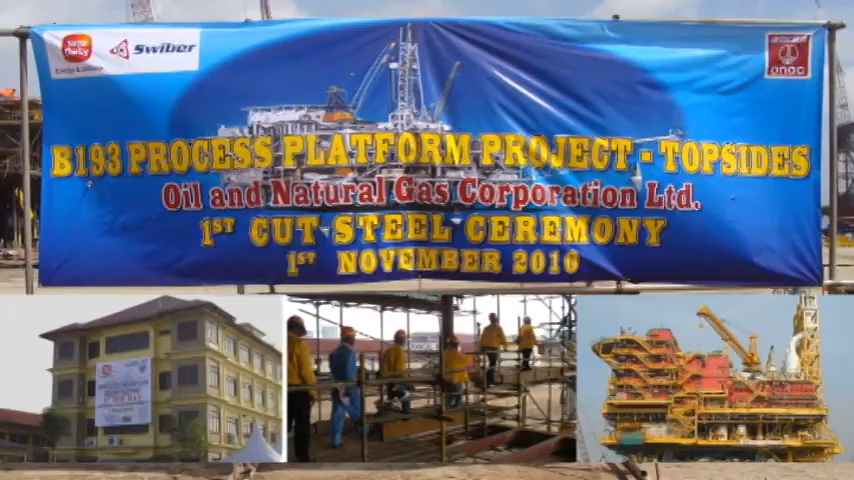 Swiber
ONGC
B193 PROCESS PLATFORM PROJECT - TOPSIDES
Oil and Natural Gas Corporation Ltd.
1ST CUT STEEL CEREMONY
1ST NOVEMBER 2010